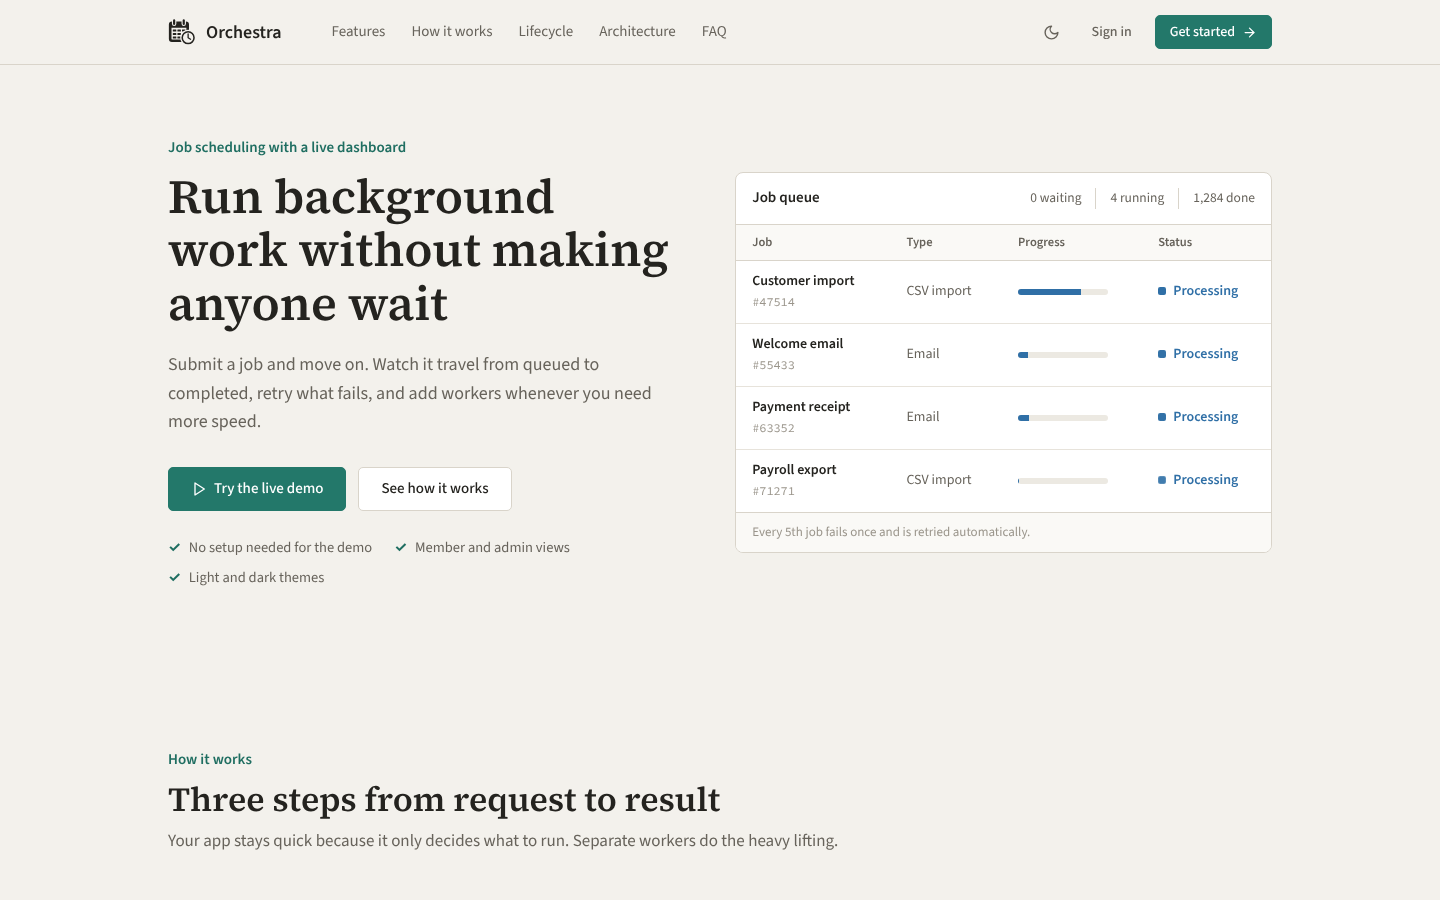 Orchestra
Features
How it works
Lifecycle
Architecture
FAQ
Sign in
Get started
Job scheduling with a live dashboard
Run background
work without making
anyone wait
Submit a job and move on. Watch it travel from queued to
completed, retry what fails, and add workers whenever you need
more speed.
Try the live demo
See how it works
No setup needed for the demo
Member and admin views
Light and dark themes
Job queue
0 waiting
4 running
1,284 done
Job Type Progress Status
Customer import
#47514
CSV import
Processing
Welcome email
#55433
Email
Processing
Payment receipt
#63352
Email
Processing
Payroll export
#71271
CSV import
Processing
Every 5th job fails once and is retried automatically.
How it works
Three steps from request to result
Your app stays quick because it only decides what to run. Separate workers do the heavy lifting.